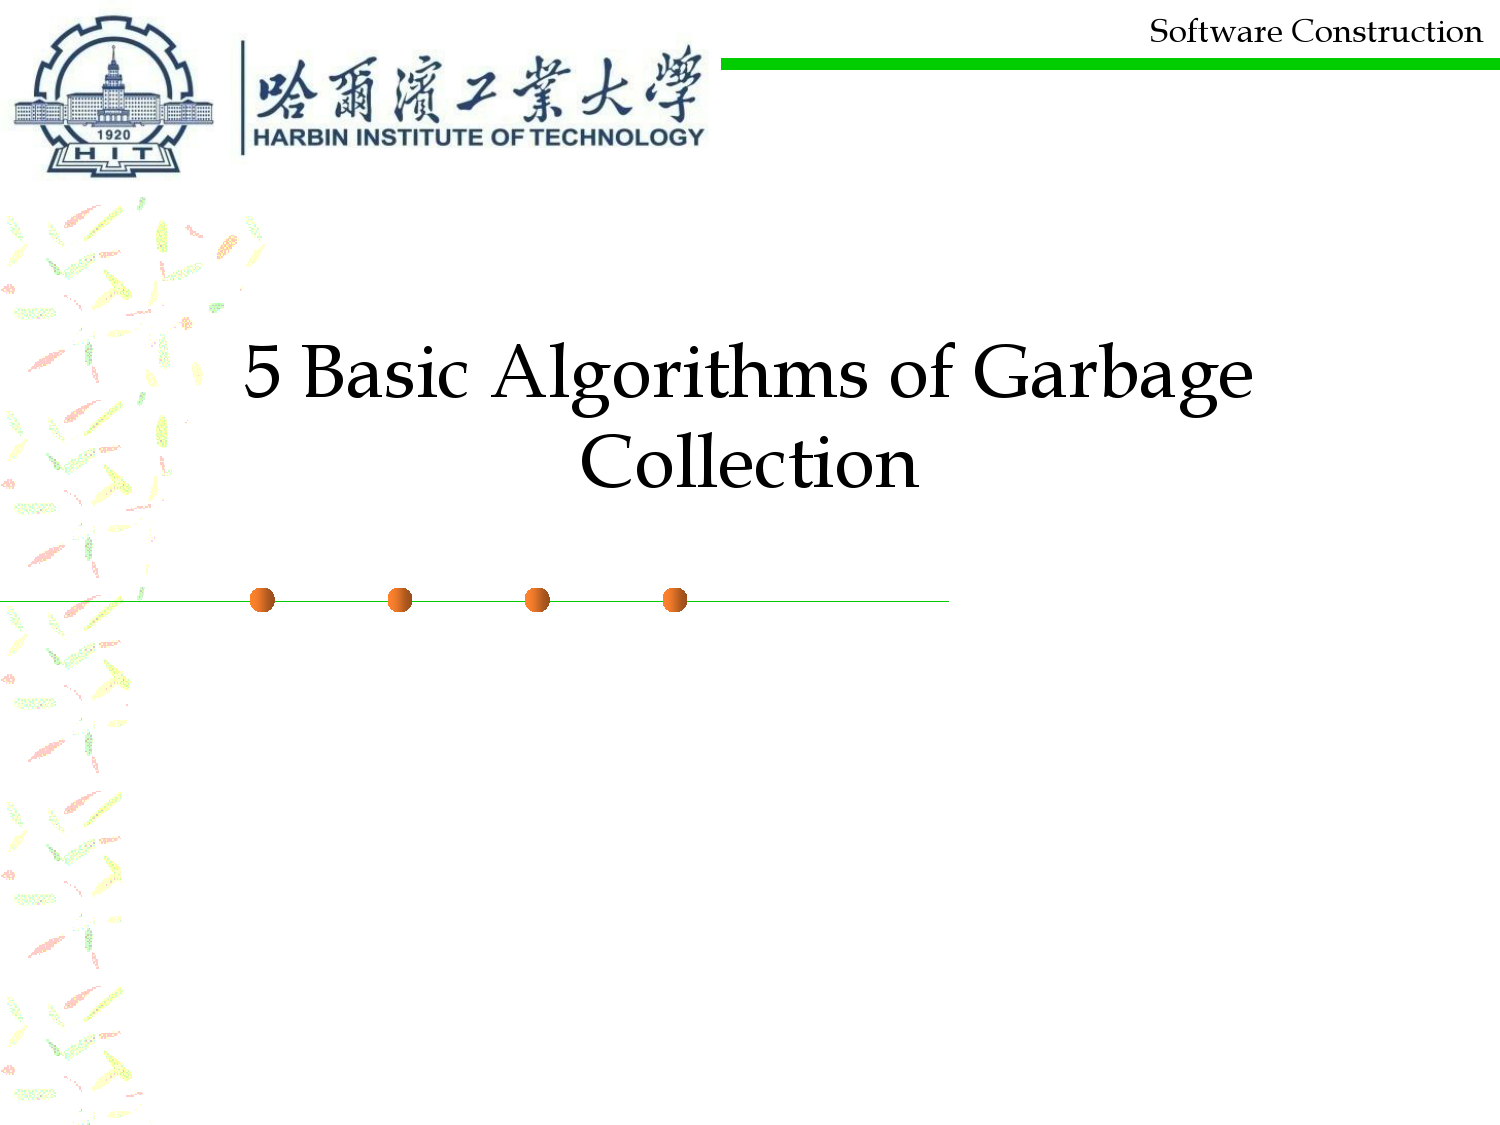 Software Construction
哈爾濱工業大學
HARBIN INSTITUTE OF TECHNOLOGY
1920
HIT
5 Basic Algorithms of Garbage
Collection